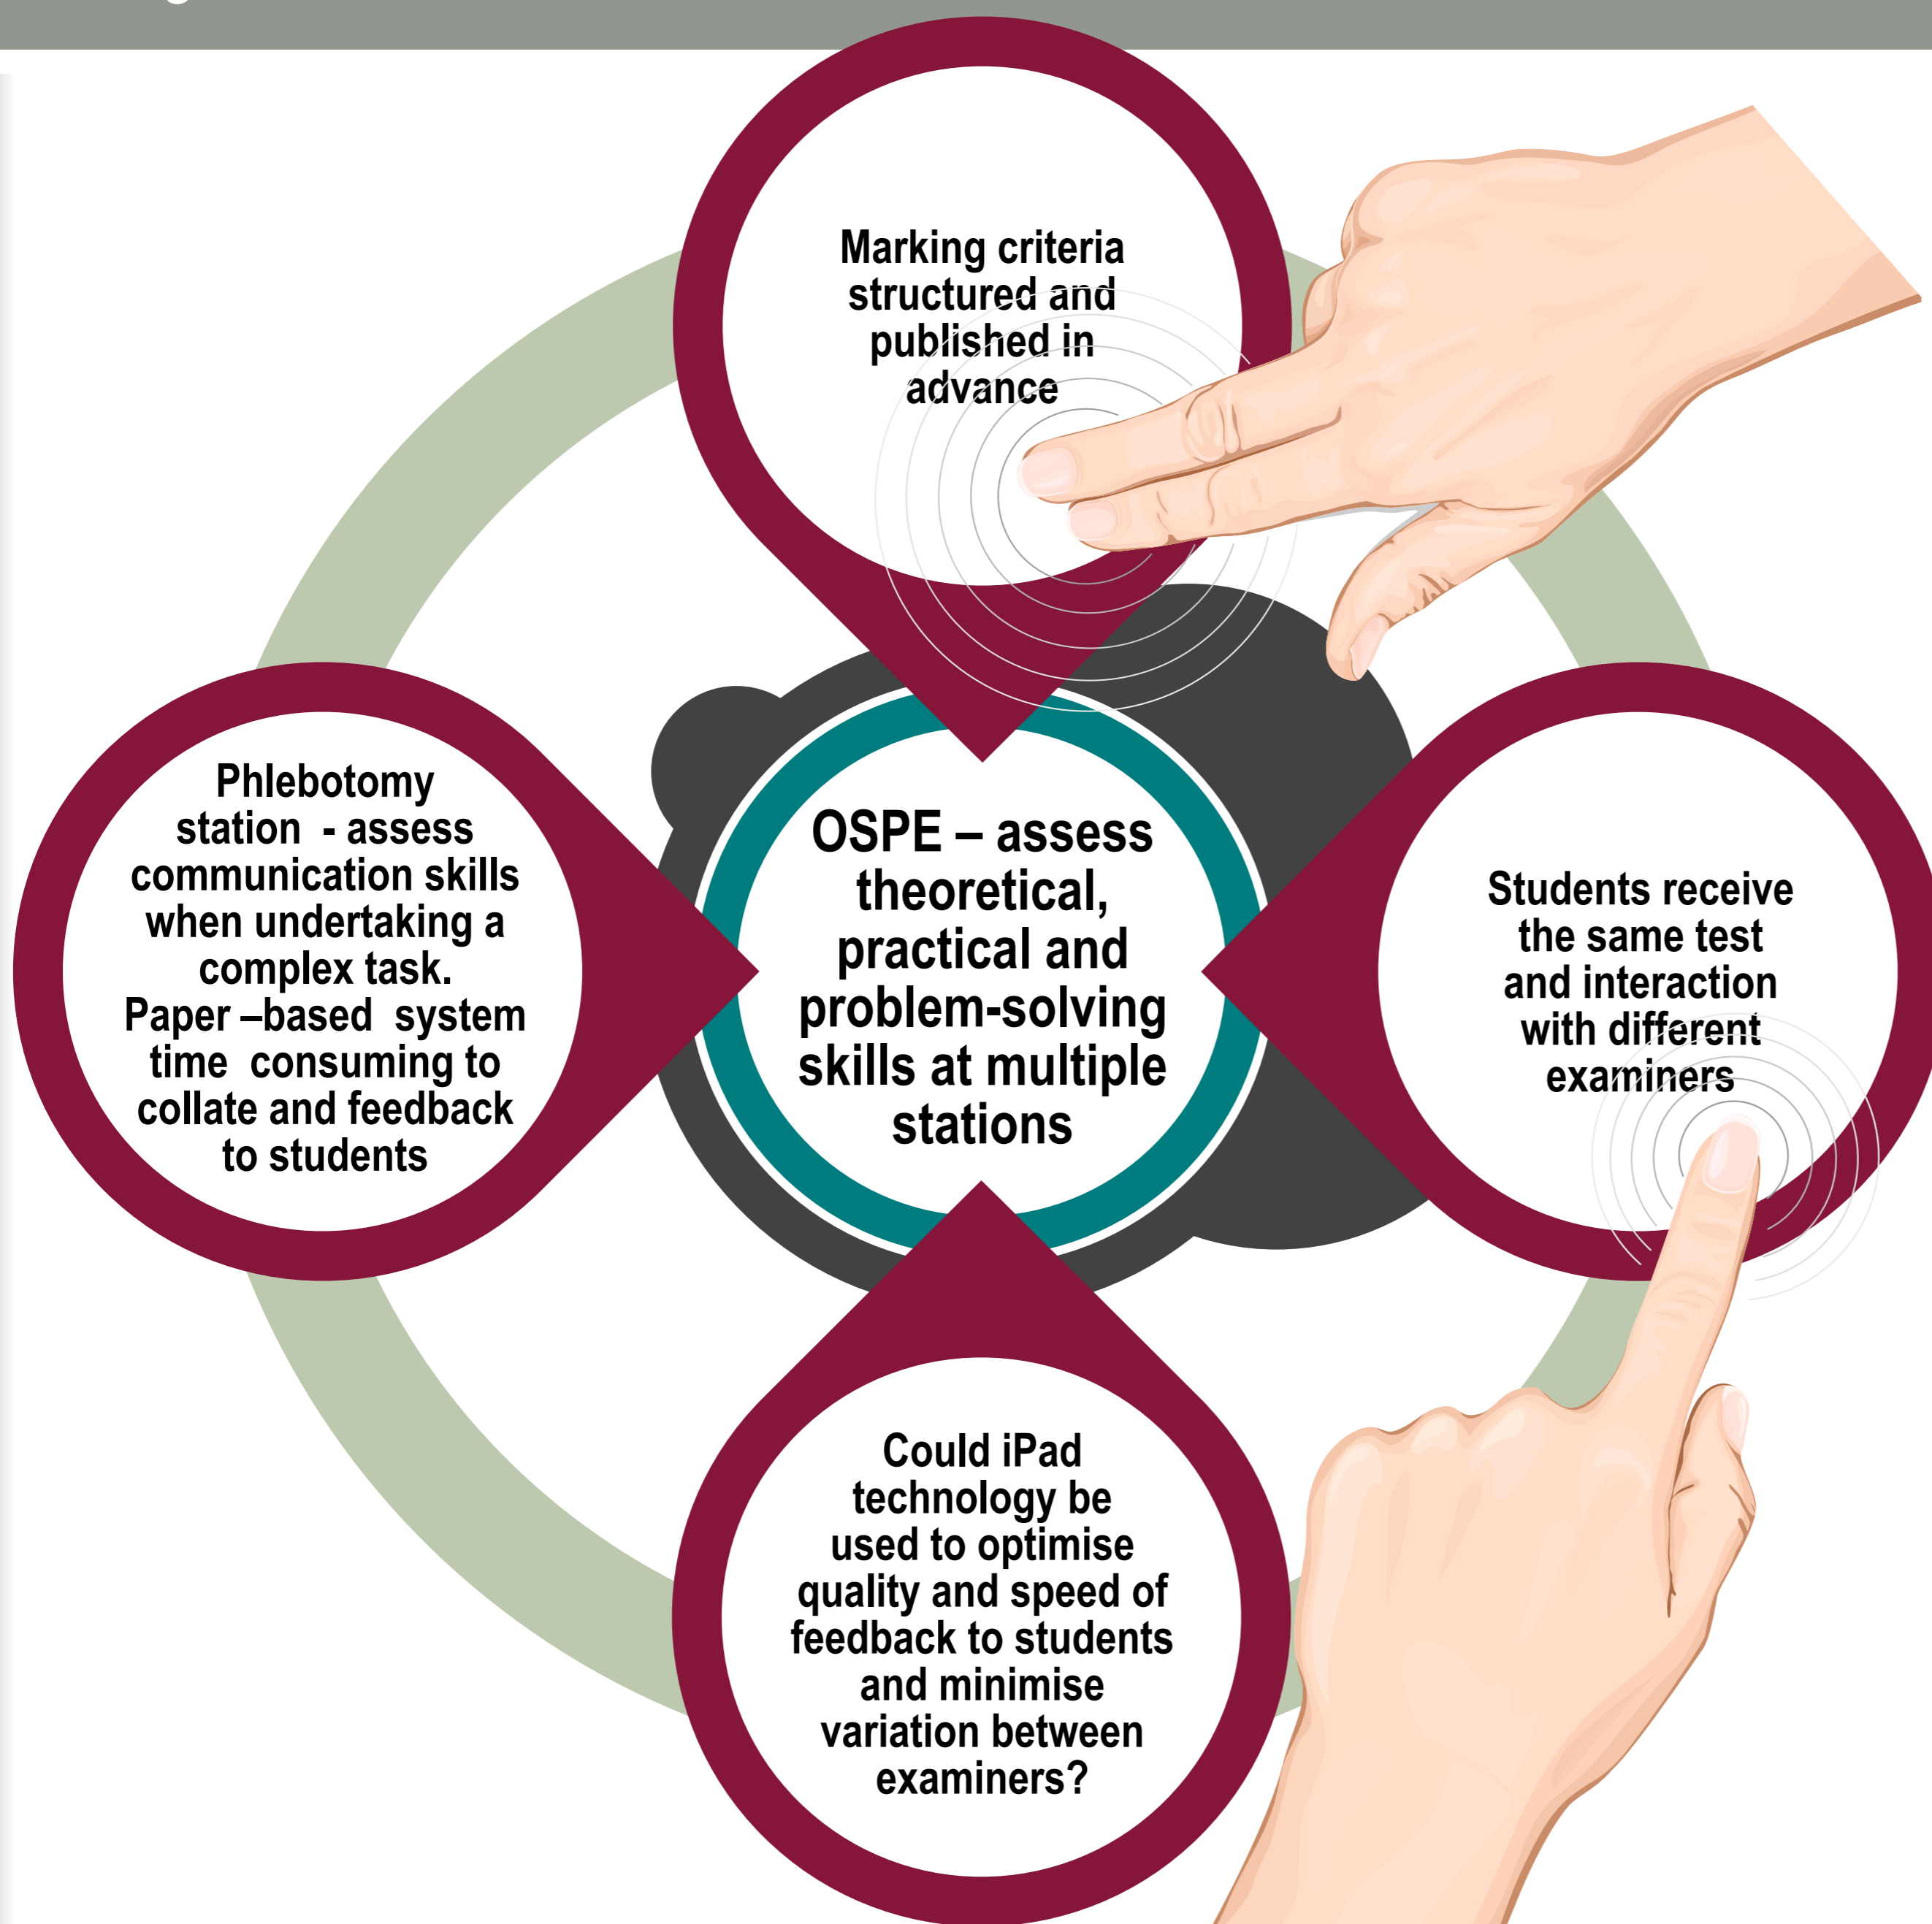 Marking criteria
structured and
published in
advance
Phlebotomy
station - assess
communication skills
when undertaking a
complex task.
Paper –based system
time consuming to
collate and feedback
to students
OSPE – assess
theoretical,
practical and
problem-solving
skills at multiple
stations
Students receive
the same test
and interaction
with different
examiners
Could iPad
technology be
used to optimise
quality and speed of
feedback to students
and minimise
variation between
examiners?